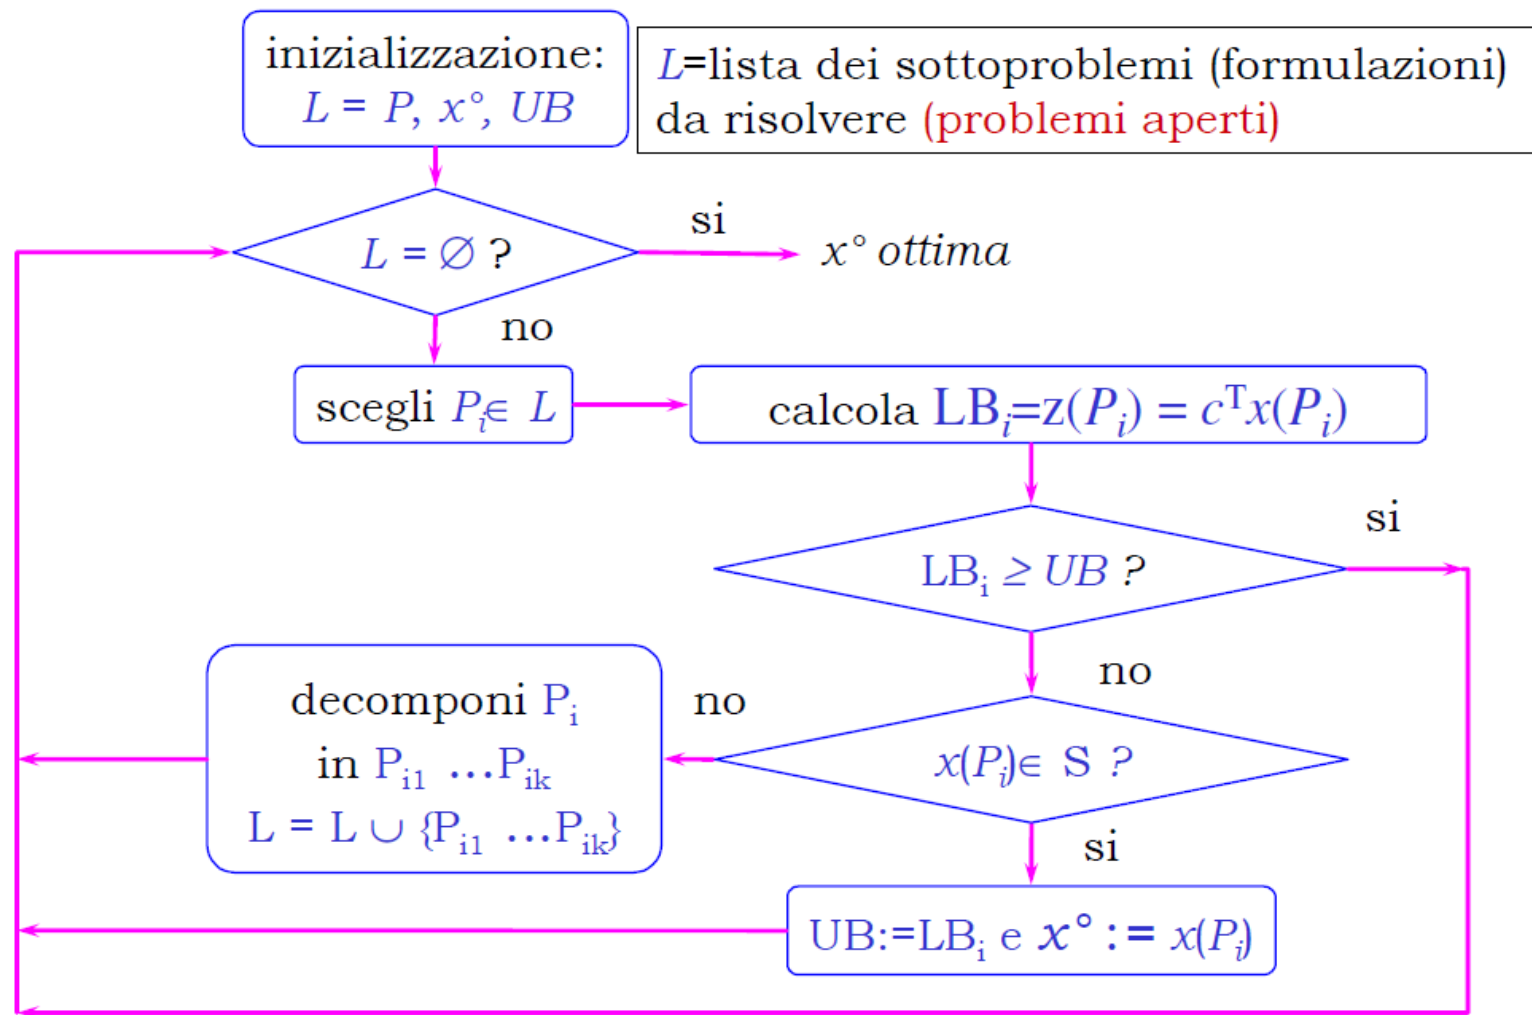 inizializzazione:
L = P, x°, UB
L=lista dei sottoproblemi (formulazioni)
da risolvere (problemi aperti)
L = ∅ ?
si
x° ottima
no
scegli Pᵢ∈ L
calcola LBᵢ=z(Pᵢ) = cᵀx(Pᵢ)
LBᵢ ≥ UB ?
si
no
x(Pᵢ)∈ S ?
no
decomponi Pᵢ
in Pᵢ₁ …Pᵢₖ
L = L ∪ {Pᵢ₁ …Pᵢₖ}
si
UB:=LBᵢ e x° := x(Pᵢ)